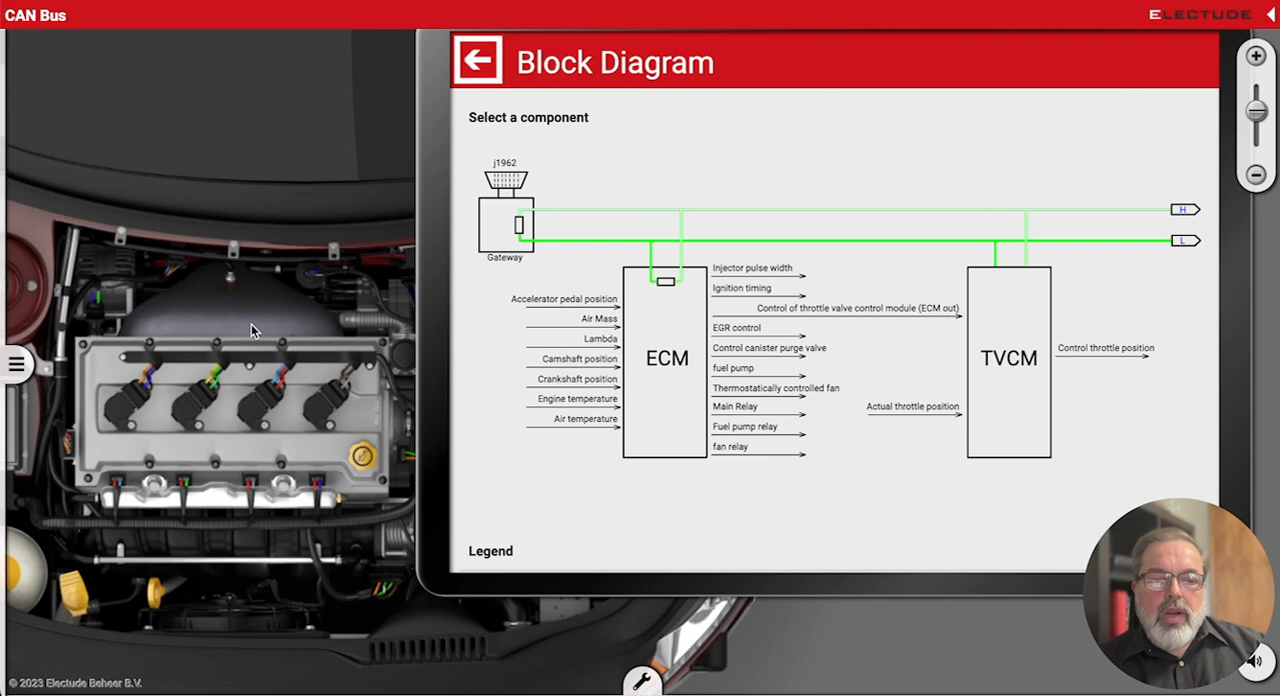 CAN Bus
ELECTUDE
Block Diagram
Select a component
j1962
H
L
Gateway
Injector pulse width
Ignition timing
Accelerator pedal position
Control of throttle valve control module (ECM out)
Air Mass
EGR control
Lambda
Control canister purge valve
Control throttle position
Camshaft position
ECM
TVCM
fuel pump
Crankshaft position
Thermostatically controlled fan
Engine temperature
Main Relay
Actual throttle position
Air temperature
Fuel pump relay
fan relay
Legend
© 2023 Electude Beheer B.V.